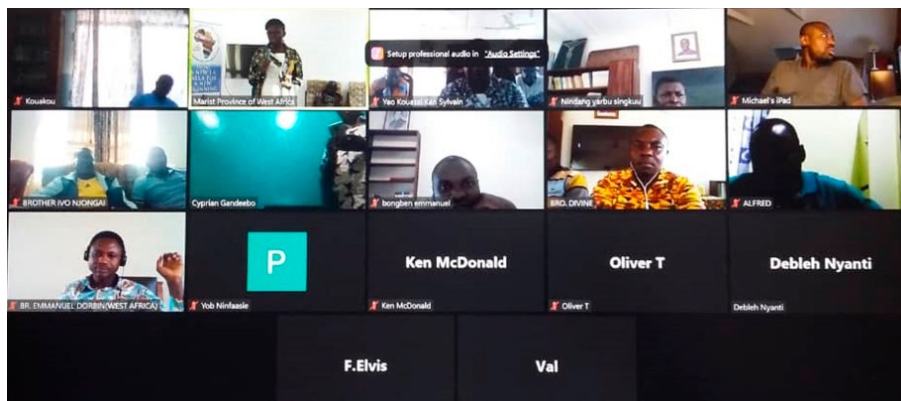 Kouakou
Marist Province of West Africa
Setup professional audio in "Audio Settings"
Yao Kouassi Kan Sylvain
Nindang yarbu singkuu
Michael's iPad
BROTHER IVO NJONGAI
Cyprian Gandeebo
bongben emmanuel
BRO. DIVINE
ALFRED
BR. EMMANUEL DORBIN(WEST AFRICA)
P
Yob Ninfaasie
Ken McDonald
Ken McDonald
Oliver T
Oliver T
Debleh Nyanti
Debleh Nyanti
F.Elvis
Val